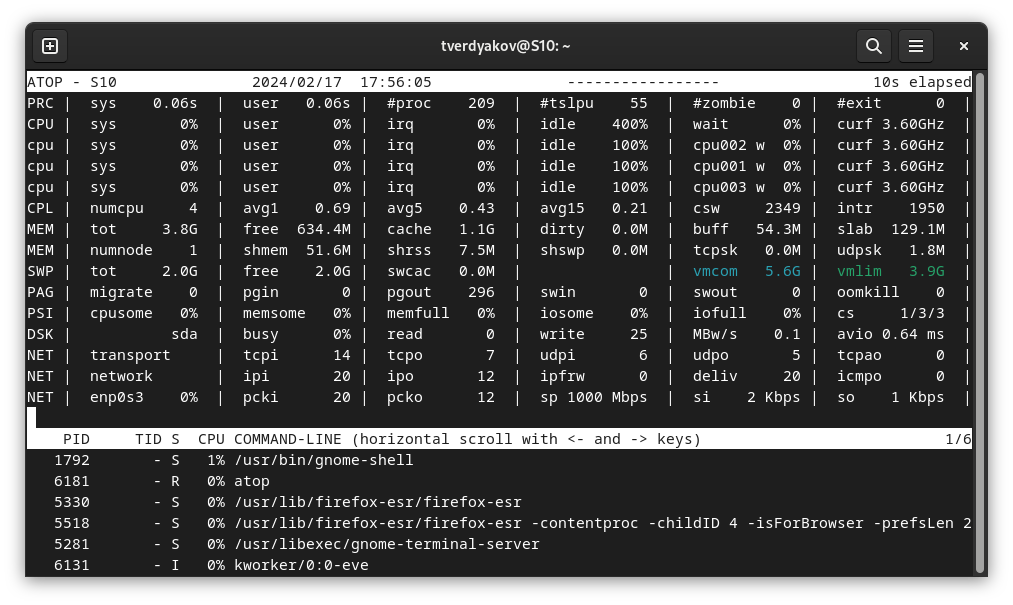 tverdyakov@S10: ~
ATOP - S10               2024/02/17  17:56:05               -----------------                 10s elapsed
PRC |  sys    0.06s  |  user   0.06s |  #proc    209  |  #tslpu    55  |  #zombie    0 |  #exit      0  |
CPU |  sys       0%  |  user      0% |  irq       0%  |  idle    400%  |  wait      0% |  curf 3.60GHz  |
cpu |  sys       0%  |  user      0% |  irq       0%  |  idle    100%  |  cpu002 w  0% |  curf 3.60GHz  |
cpu |  sys       0%  |  user      0% |  irq       0%  |  idle    100%  |  cpu001 w  0% |  curf 3.60GHz  |
cpu |  sys       0%  |  user      0% |  irq       0%  |  idle    100%  |  cpu003 w  0% |  curf 3.60GHz  |
CPL |  numcpu     4  |  avg1    0.69 |  avg5    0.43  |  avg15   0.21  |  csw     2349 |  intr    1950  |
MEM |  tot     3.8G  |  free  634.4M |  cache   1.1G  |  dirty   0.0M  |  buff   54.3M |  slab  129.1M  |
MEM |  numnode    1  |  shmem  51.6M |  shrss   7.5M  |  shswp   0.0M  |  tcpsk   0.0M |  udpsk   1.8M  |
SWP |  tot     2.0G  |  free    2.0G |  swcac   0.0M  |                |  vmcom   5.6G |  vmlim   3.9G  |
PAG |  migrate    0  |  pgin       0 |  pgout    296  |  swin       0  |  swout      0 |  oomkill    0  |
PSI |  cpusome   0%  |  memsome   0% |  memfull   0%  |  iosome    0%  |  iofull    0% |  cs     1/3/3  |
DSK |           sda  |  busy      0% |  read       0  |  write     25  |  MBw/s    0.1 |  avio 0.64 ms  |
NET |  transport     |  tcpi      14 |  tcpo       7  |  udpi       6  |  udpo       5 |  tcpao      0  |
NET |  network       |  ipi       20 |  ipo       12  |  ipfrw      0  |  deliv     20 |  icmpo      0  |
NET |  enp0s3    0%  |  pcki      20 |  pcko      12  |  sp 1000 Mbps  |  si    2 Kbps |  so    1 Kbps  |
    PID     TID S  CPU COMMAND-LINE (horizontal scroll with <- and -> keys)                           1/6
   1792       - S   1% /usr/bin/gnome-shell
   6181       - R   0% atop
   5330       - S   0% /usr/lib/firefox-esr/firefox-esr
   5518       - S   0% /usr/lib/firefox-esr/firefox-esr -contentproc -childID 4 -isForBrowser -prefsLen 2
   5281       - S   0% /usr/libexec/gnome-terminal-server
   6131       - I   0% kworker/0:0-eve